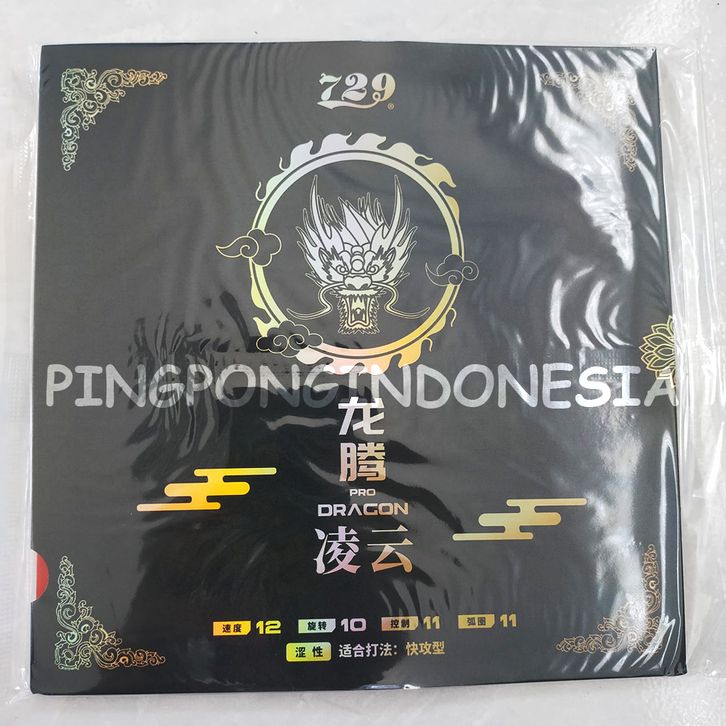 729®
PINGPONGINDONESIA
龙腾
PRO
DRAGON
凌云
速度 12 旋转 10 控制 11 弧圈 11
涩性 适合打法：快攻型